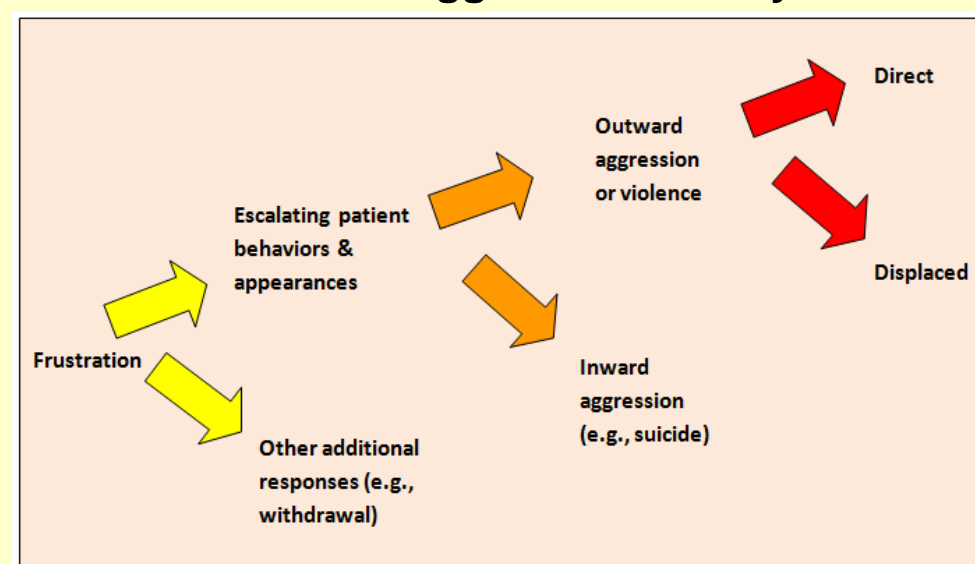 Direct
Outward
aggression
or violence
Escalating patient
behaviors &
appearances
Displaced
Frustration
Inward
aggression
(e.g., suicide)
Other additional
responses (e.g.,
withdrawal)